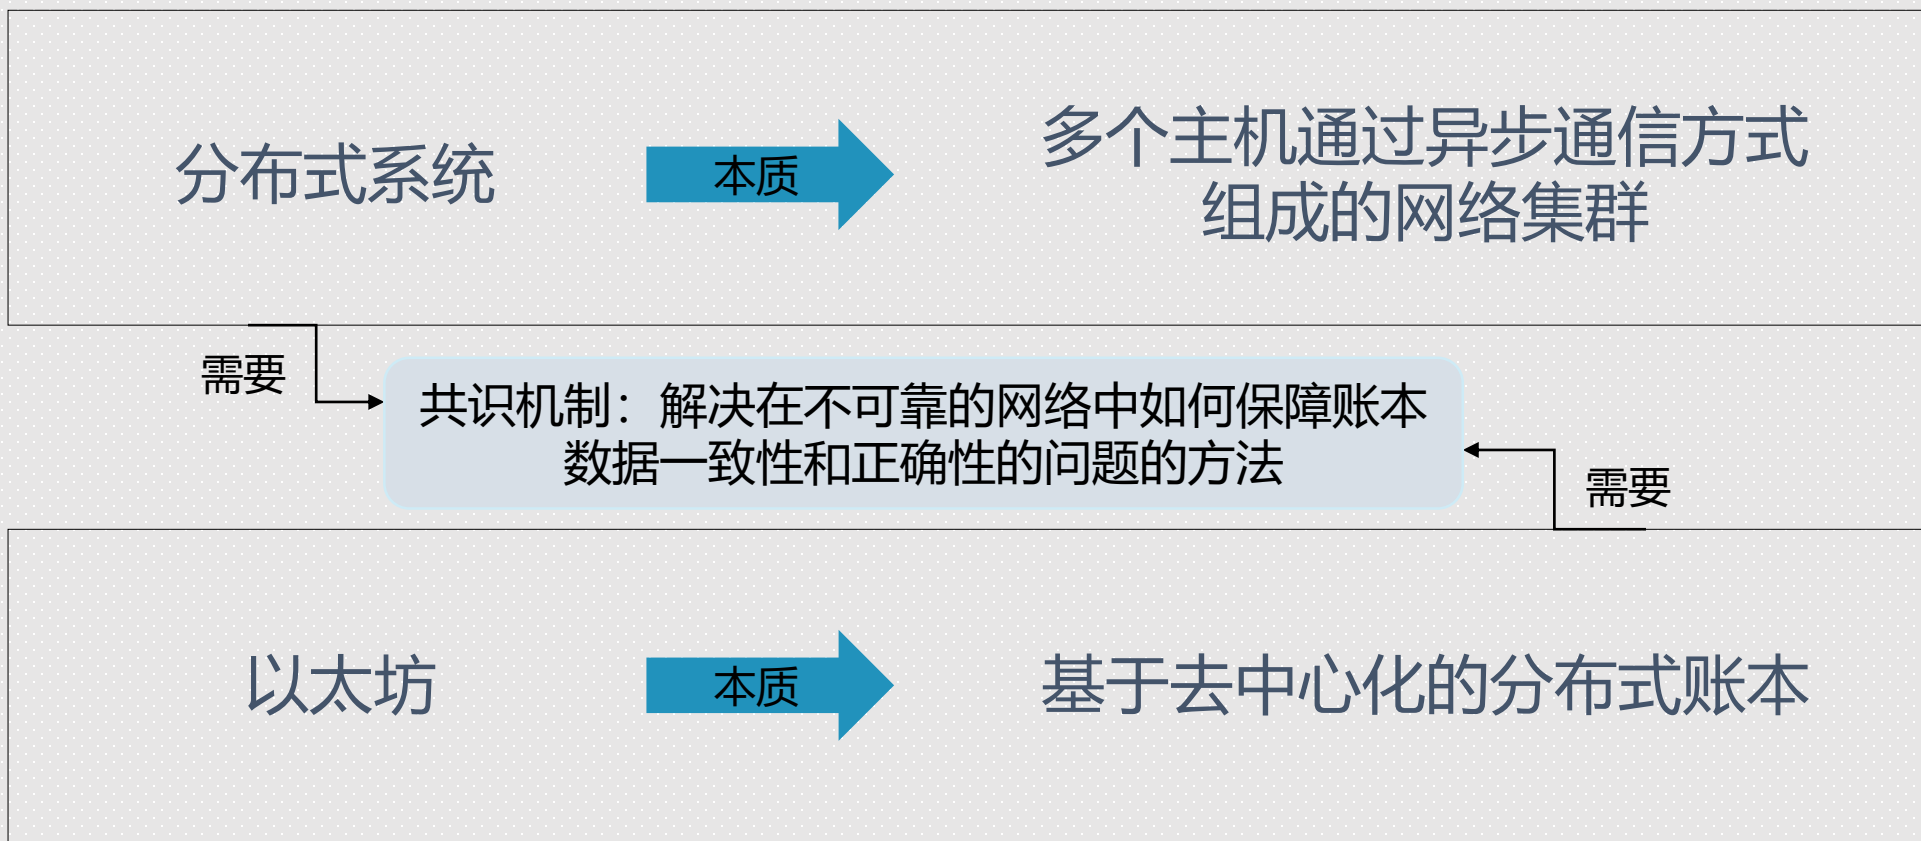 分布式系统
本质
多个主机通过异步通信方式
组成的网络集群
需要
共识机制：解决在不可靠的网络中如何保障账本
数据一致性和正确性的问题的方法
需要
以太坊
本质
基于去中心化的分布式账本